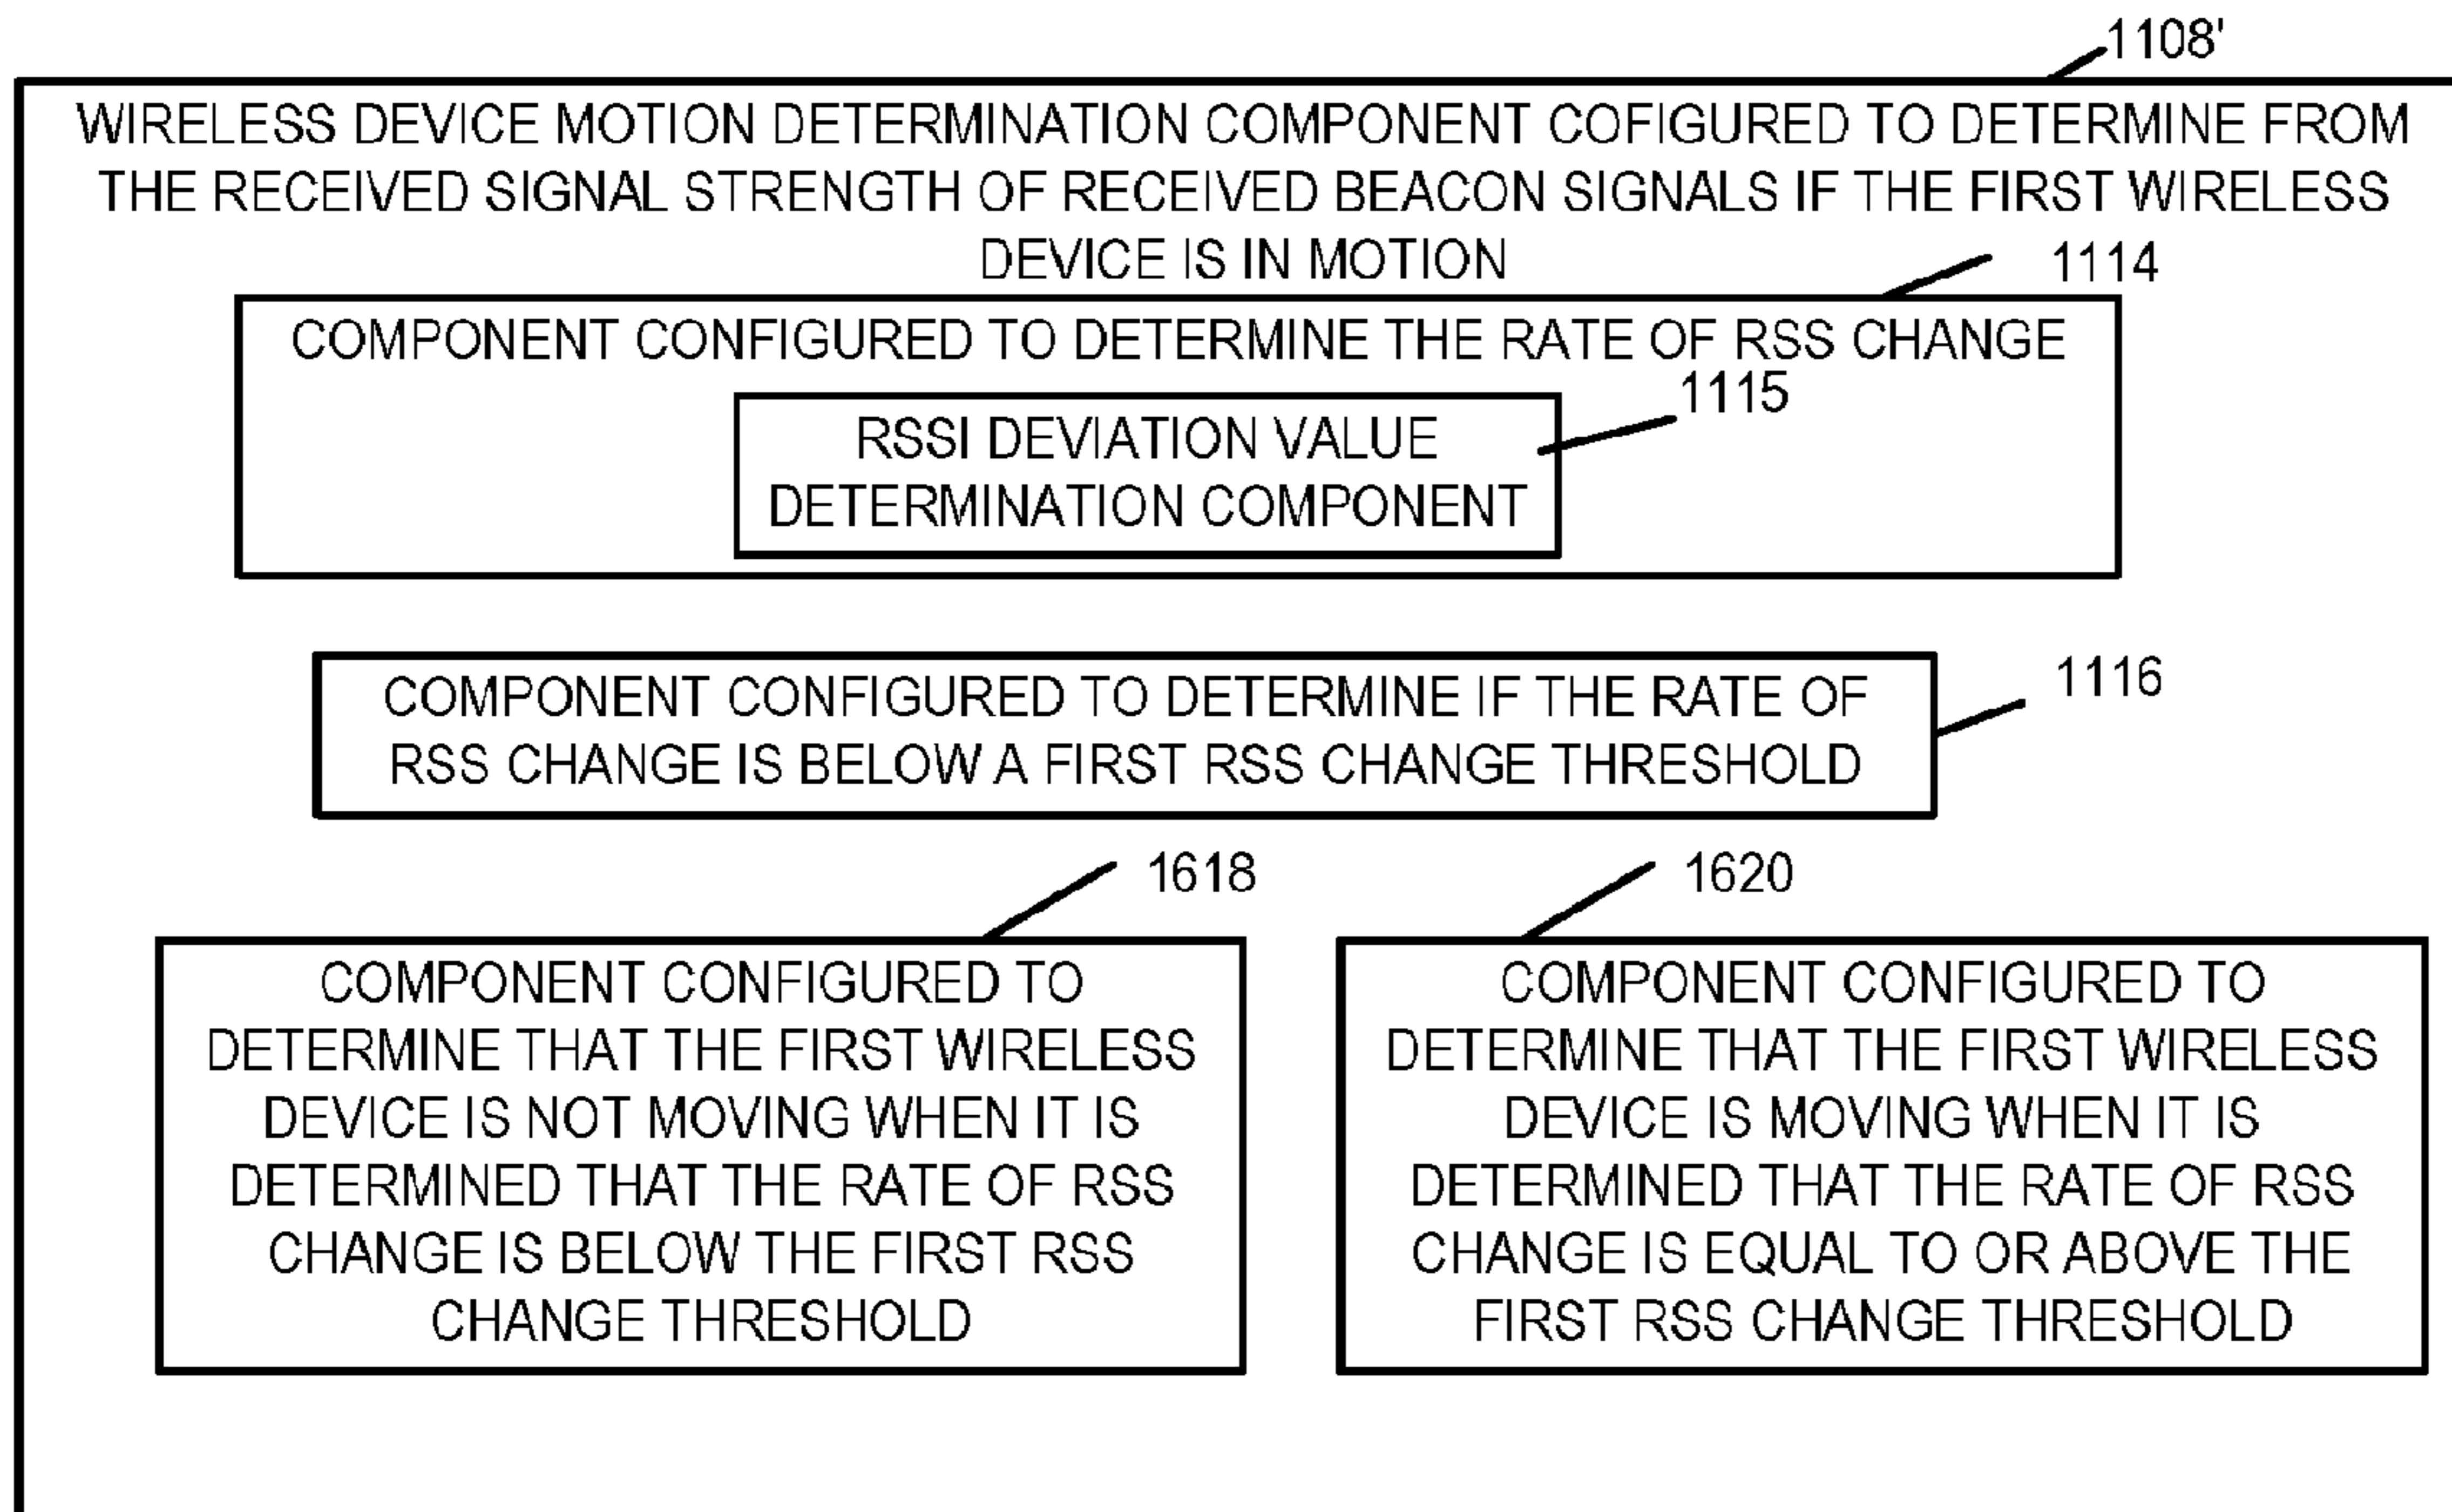 1108'
WIRELESS DEVICE MOTION DETERMINATION COMPONENT COFIGURED TO DETERMINE FROM
THE RECEIVED SIGNAL STRENGTH OF RECEIVED BEACON SIGNALS IF THE FIRST WIRELESS
DEVICE IS IN MOTION
1114
COMPONENT CONFIGURED TO DETERMINE THE RATE OF RSS CHANGE
1115
RSSI DEVIATION VALUE
DETERMINATION COMPONENT
1116
COMPONENT CONFIGURED TO DETERMINE IF THE RATE OF
RSS CHANGE IS BELOW A FIRST RSS CHANGE THRESHOLD
1618
COMPONENT CONFIGURED TO
DETERMINE THAT THE FIRST WIRELESS
DEVICE IS NOT MOVING WHEN IT IS
DETERMINED THAT THE RATE OF RSS
CHANGE IS BELOW THE FIRST RSS
CHANGE THRESHOLD
1620
COMPONENT CONFIGURED TO
DETERMINE THAT THE FIRST WIRELESS
DEVICE IS MOVING WHEN IT IS
DETERMINED THAT THE RATE OF RSS
CHANGE IS EQUAL TO OR ABOVE THE
FIRST RSS CHANGE THRESHOLD